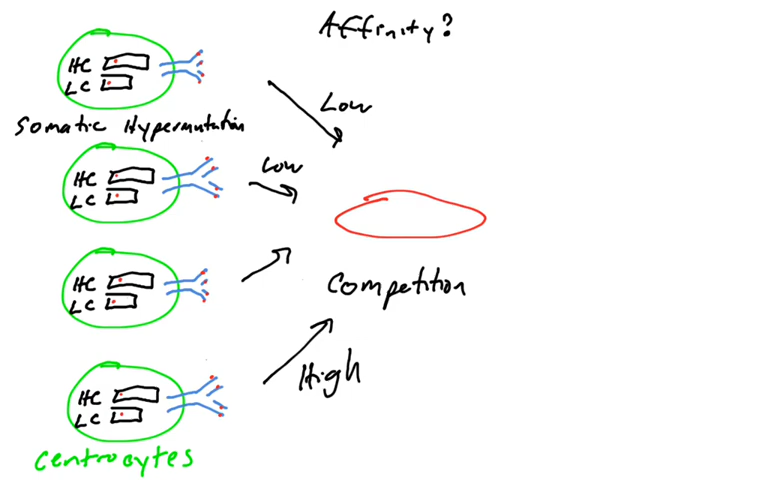 Affinity?
HC
LC
Low
Somatic Hypermutation
Low
HC
LC
HC
LC
Competition
High
HC
LC
Centrocytes